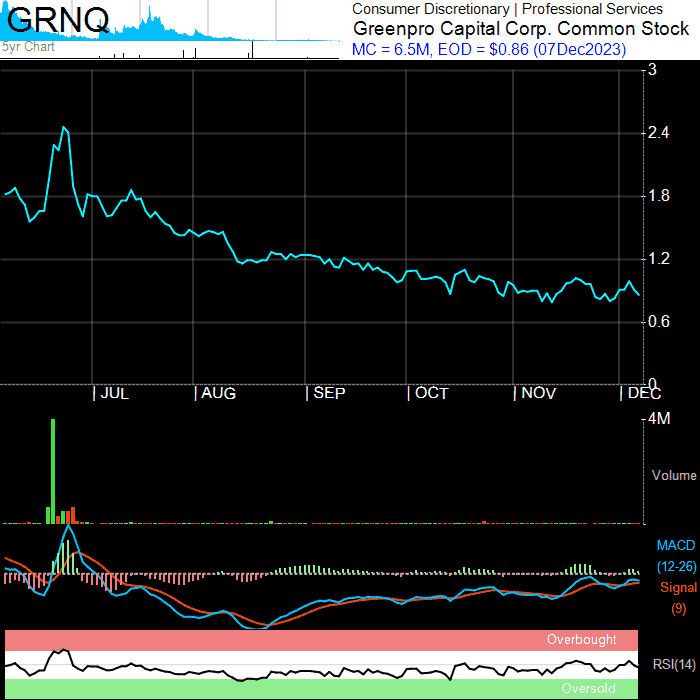 GRNQ
5yr Chart
Consumer Discretionary | Professional Services
Greenpro Capital Corp. Common Stock
MC = 6.5M, EOD = $0.86 (07Dec2023)
3
2.4
1.8
1.2
0.6
0
| JUL | AUG | SEP | OCT | NOV | DEC
4M
Volume
MACD
(12-26)
Signal
(9)
Overbought
RSI(14)
Oversold